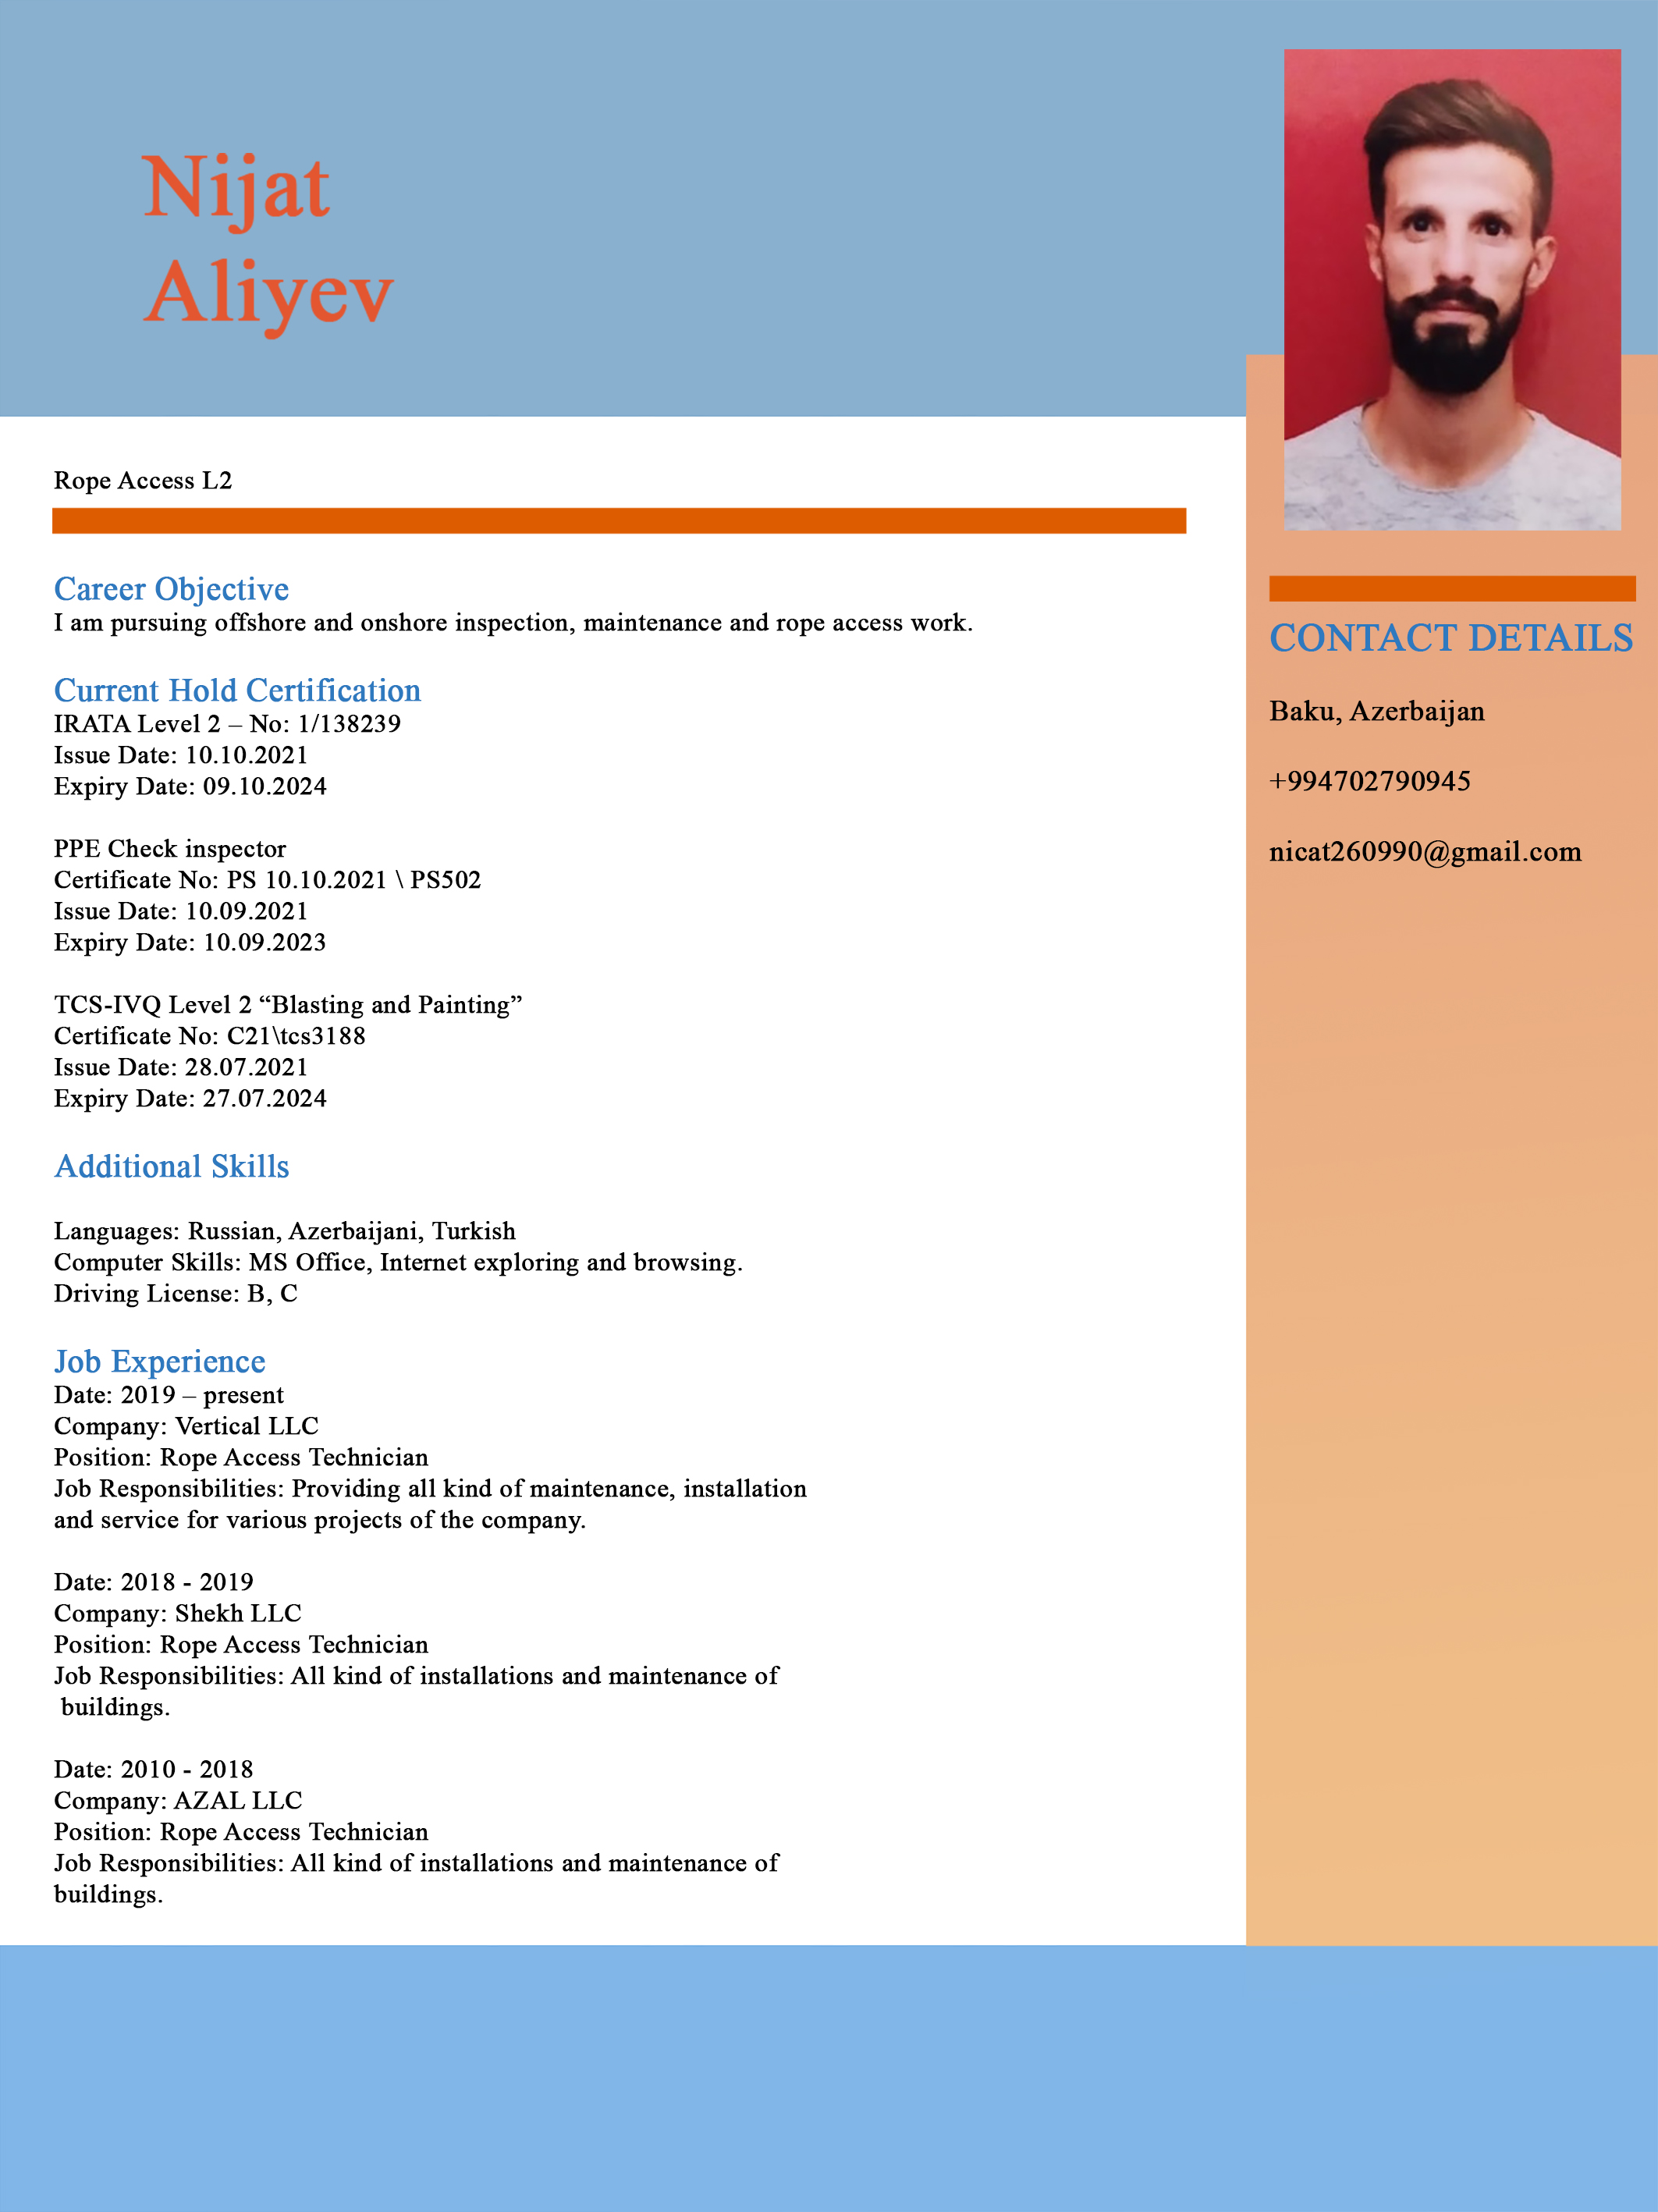 Nijat
Aliyev
Rope Access L2
Career Objective
I am pursuing offshore and onshore inspection, maintenance and rope access work.
Current Hold Certification
IRATA Level 2 – No: 1/138239
Issue Date: 10.10.2021
Expiry Date: 09.10.2024
PPE Check inspector
Certificate No: PS 10.10.2021 \ PS502
Issue Date: 10.09.2021
Expiry Date: 10.09.2023
TCS-IVQ Level 2 “Blasting and Painting”
Certificate No: C21\tcs3188
Issue Date: 28.07.2021
Expiry Date: 27.07.2024
Additional Skills
Languages: Russian, Azerbaijani, Turkish
Computer Skills: MS Office, Internet exploring and browsing.
Driving License: B, C
Job Experience
Date: 2019 – present
Company: Vertical LLC
Position: Rope Access Technician
Job Responsibilities: Providing all kind of maintenance, installation
and service for various projects of the company.
Date: 2018 - 2019
Company: Shekh LLC
Position: Rope Access Technician
Job Responsibilities: All kind of installations and maintenance of
buildings.
Date: 2010 - 2018
Company: AZAL LLC
Position: Rope Access Technician
Job Responsibilities: All kind of installations and maintenance of
buildings.
CONTACT DETAILS
Baku, Azerbaijan
+994702790945
nicat260990@gmail.com